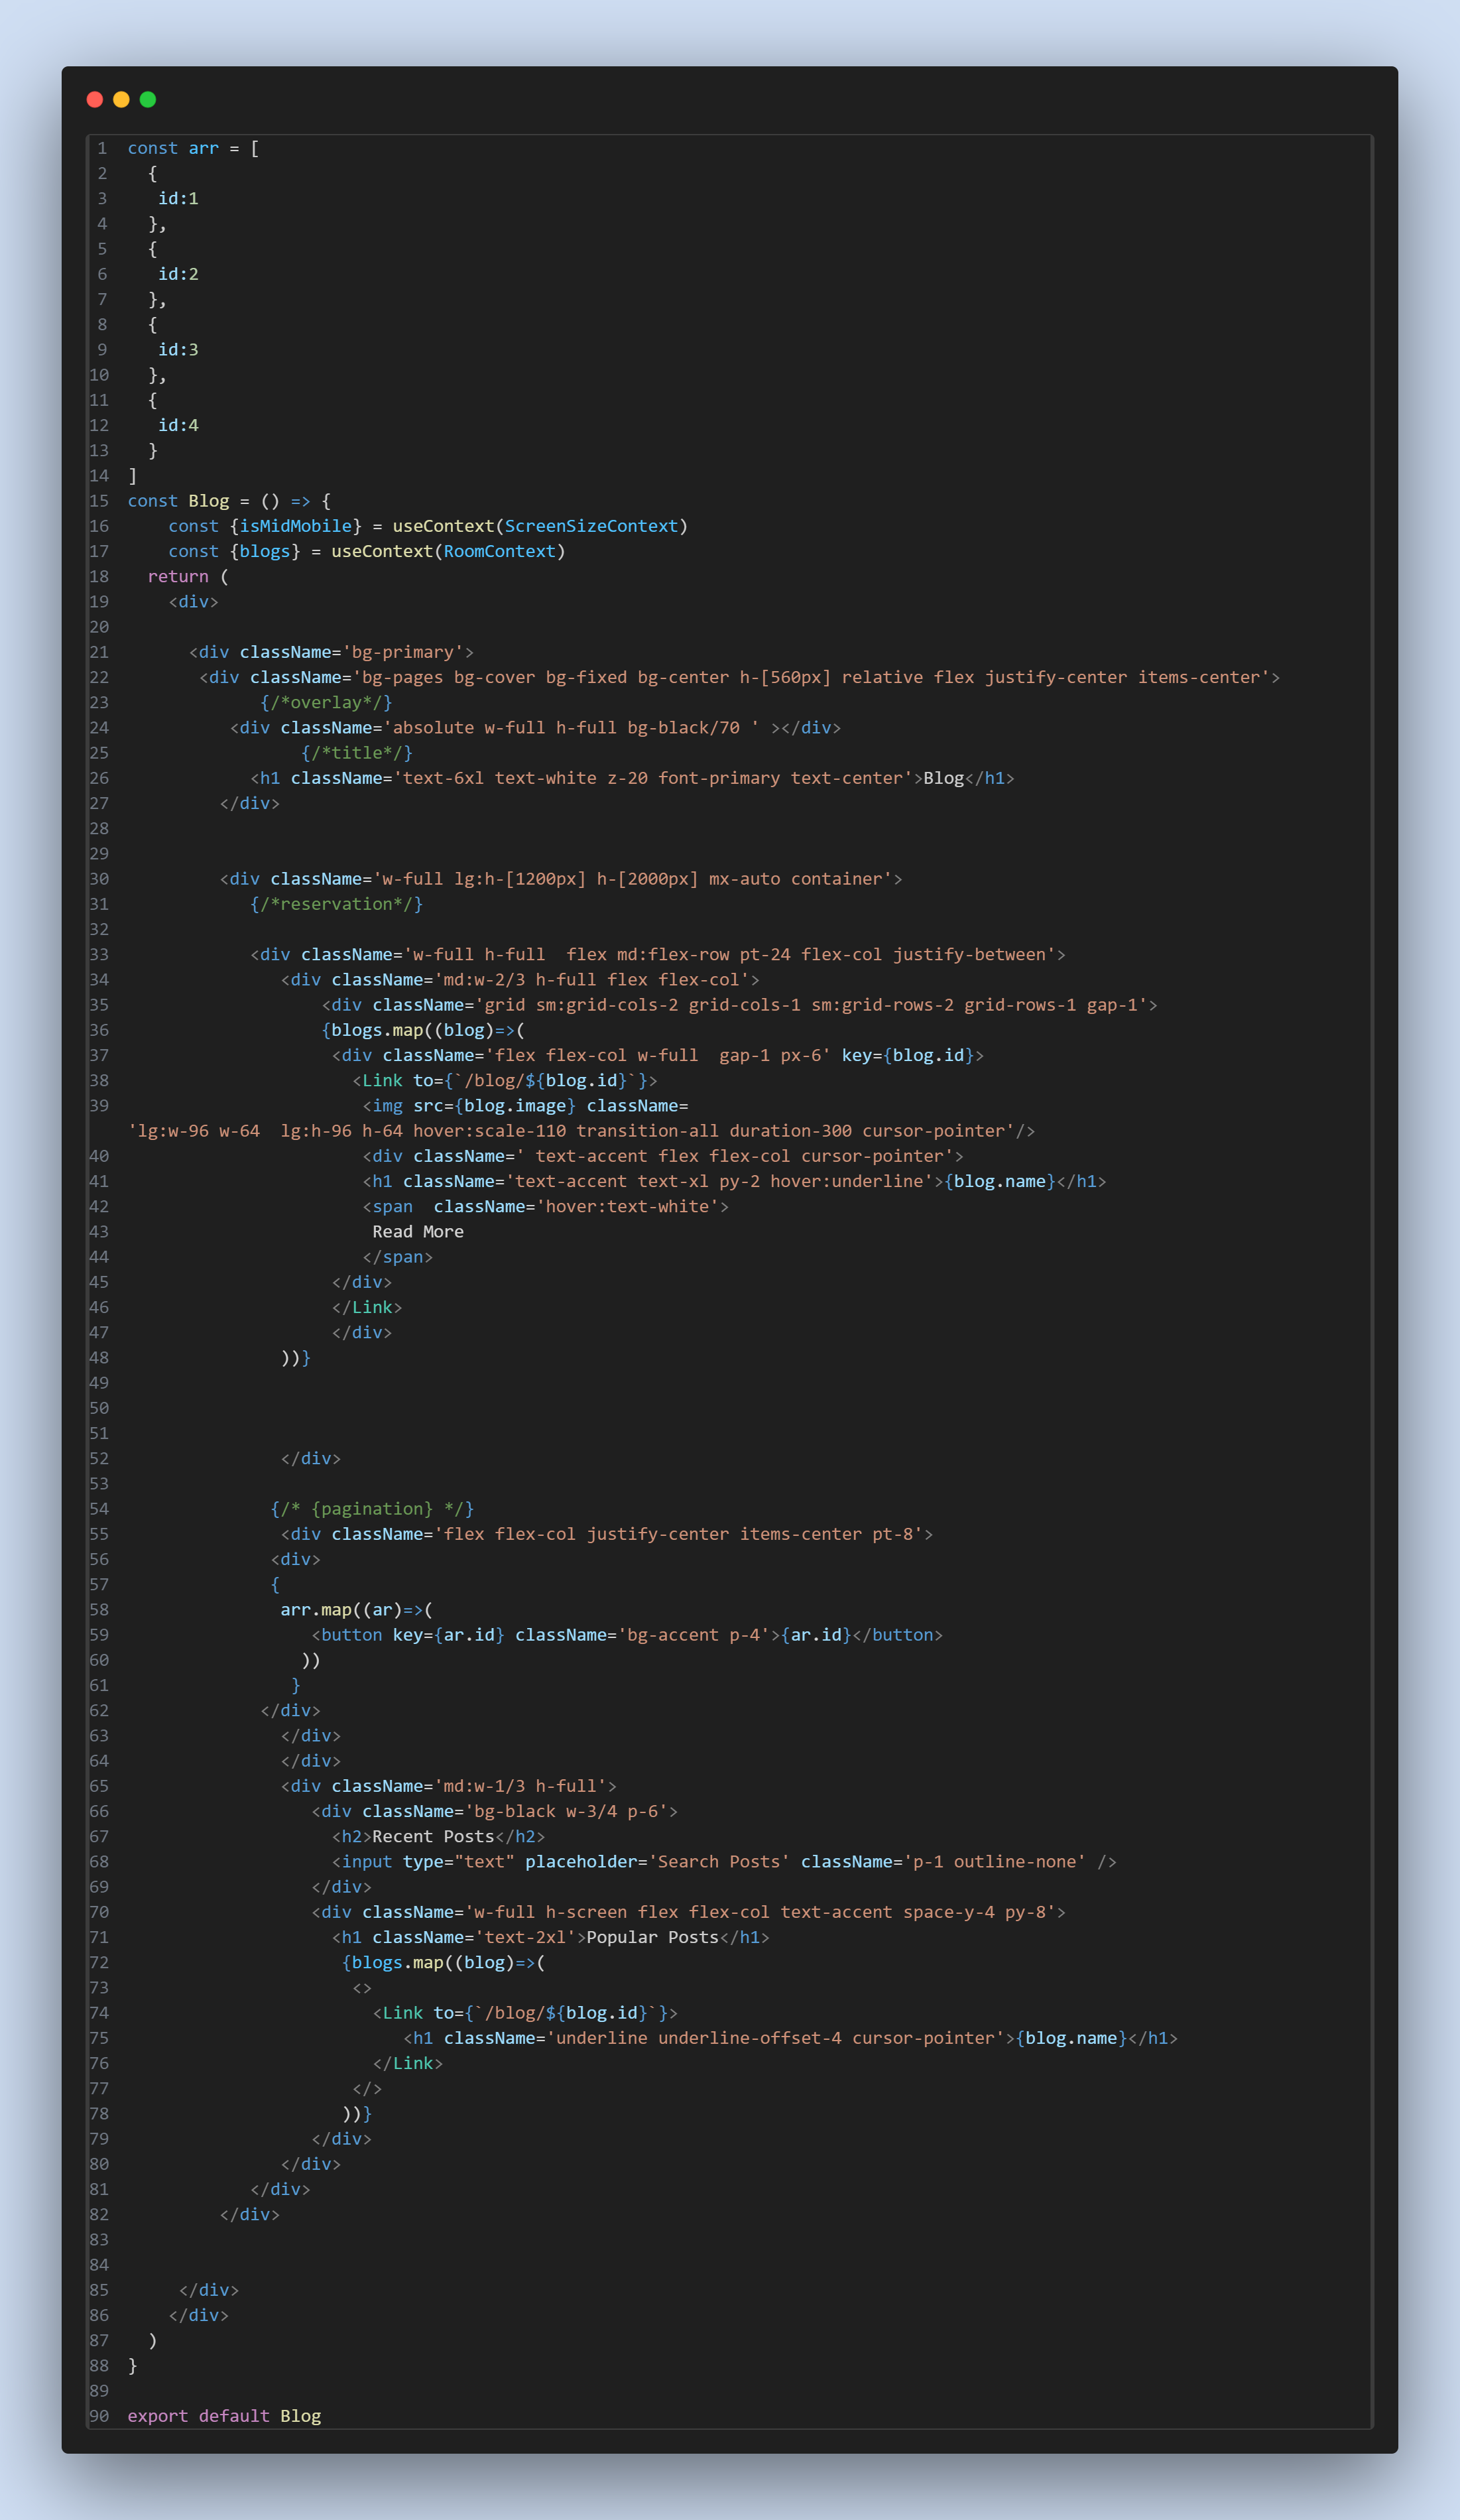 1 const arr = [
2   {
3    id:1
4   },
5   {
6    id:2
7   },
8   {
9    id:3
10   },
11   {
12    id:4
13   }
14 ]
15 const Blog = () => {
16     const {isMidMobile} = useContext(ScreenSizeContext)
17     const {blogs} = useContext(RoomContext)
18   return (
19     <div>
20
21       <div className='bg-primary'>
22        <div className='bg-pages bg-cover bg-fixed bg-center h-[560px] relative flex justify-center items-center'>
23              {/*overlay*/}
24           <div className='absolute w-full h-full bg-black/70 ' ></div>
25                  {/*title*/}
26             <h1 className='text-6xl text-white z-20 font-primary text-center'>Blog</h1>
27          </div>
28
29
30          <div className='w-full lg:h-[1200px] h-[2000px] mx-auto container'>
31             {/*reservation*/}
32
33             <div className='w-full h-full  flex md:flex-row pt-24 flex-col justify-between'>
34                <div className='md:w-2/3 h-full flex flex-col'>
35                    <div className='grid sm:grid-cols-2 grid-cols-1 sm:grid-rows-2 grid-rows-1 gap-1'>
36                    {blogs.map((blog)=>(
37                     <div className='flex flex-col w-full  gap-1 px-6' key={blog.id}>
38                       <Link to={`/blog/${blog.id}`}>
39                        <img src={blog.image} className=
'lg:w-96 w-64  lg:h-96 h-64 hover:scale-110 transition-all duration-300 cursor-pointer'/>
40                        <div className=' text-accent flex flex-col cursor-pointer'>
41                        <h1 className='text-accent text-xl py-2 hover:underline'>{blog.name}</h1>
42                        <span  className='hover:text-white'>
43                         Read More
44                        </span>
45                     </div>
46                     </Link>
47                     </div>
48                ))}
49
50
51
52                </div>
53
54               {/* {pagination} */}
55                <div className='flex flex-col justify-center items-center pt-8'>
56               <div>
57               {
58                arr.map((ar)=>(
59                   <button key={ar.id} className='bg-accent p-4'>{ar.id}</button>
60                  ))
61                 }
62              </div>
63                </div>
64                </div>
65                <div className='md:w-1/3 h-full'>
66                   <div className='bg-black w-3/4 p-6'>
67                     <h2>Recent Posts</h2>
68                     <input type="text" placeholder='Search Posts' className='p-1 outline-none' />
69                   </div>
70                   <div className='w-full h-screen flex flex-col text-accent space-y-4 py-8'>
71                     <h1 className='text-2xl'>Popular Posts</h1>
72                      {blogs.map((blog)=>(
73                       <>
74                         <Link to={`/blog/${blog.id}`}>
75                            <h1 className='underline underline-offset-4 cursor-pointer'>{blog.name}</h1>
76                         </Link>
77                       </>
78                      ))}
79                   </div>
80                </div>
81             </div>
82          </div>
83
84
85      </div>
86     </div>
87   )
88 }
89
90 export default Blog